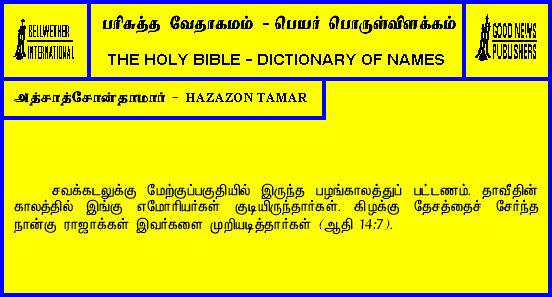 BELLWETHER
INTERNATIONAL
பரிசுத்த வேதாகமம் - பெயர் பொருள்விளக்கம்
THE HOLY BIBLE - DICTIONARY OF NAMES
GOOD NEWS
PUBLISHERS
அத்சாத்சோன்தாமார் - HAZAZON TAMAR
சவக்கடலுக்கு மேற்குப்பகுதியில் இருந்த பழங்காலத்துப் பட்டணம். தாவீதின்
காலத்தில் இங்கு எமோரியர்கள் குடியிருந்தார்கள். கிழக்கு தேசத்தைச் சேர்ந்த
நான்கு ராஜாக்கள் இவர்களை முறியடித்தார்கள் (ஆதி 14:7).